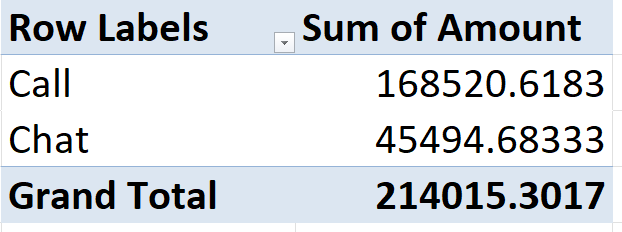 Row Labels Sum of Amount
Call 168520.6183
Chat 45494.68333
Grand Total 214015.3017